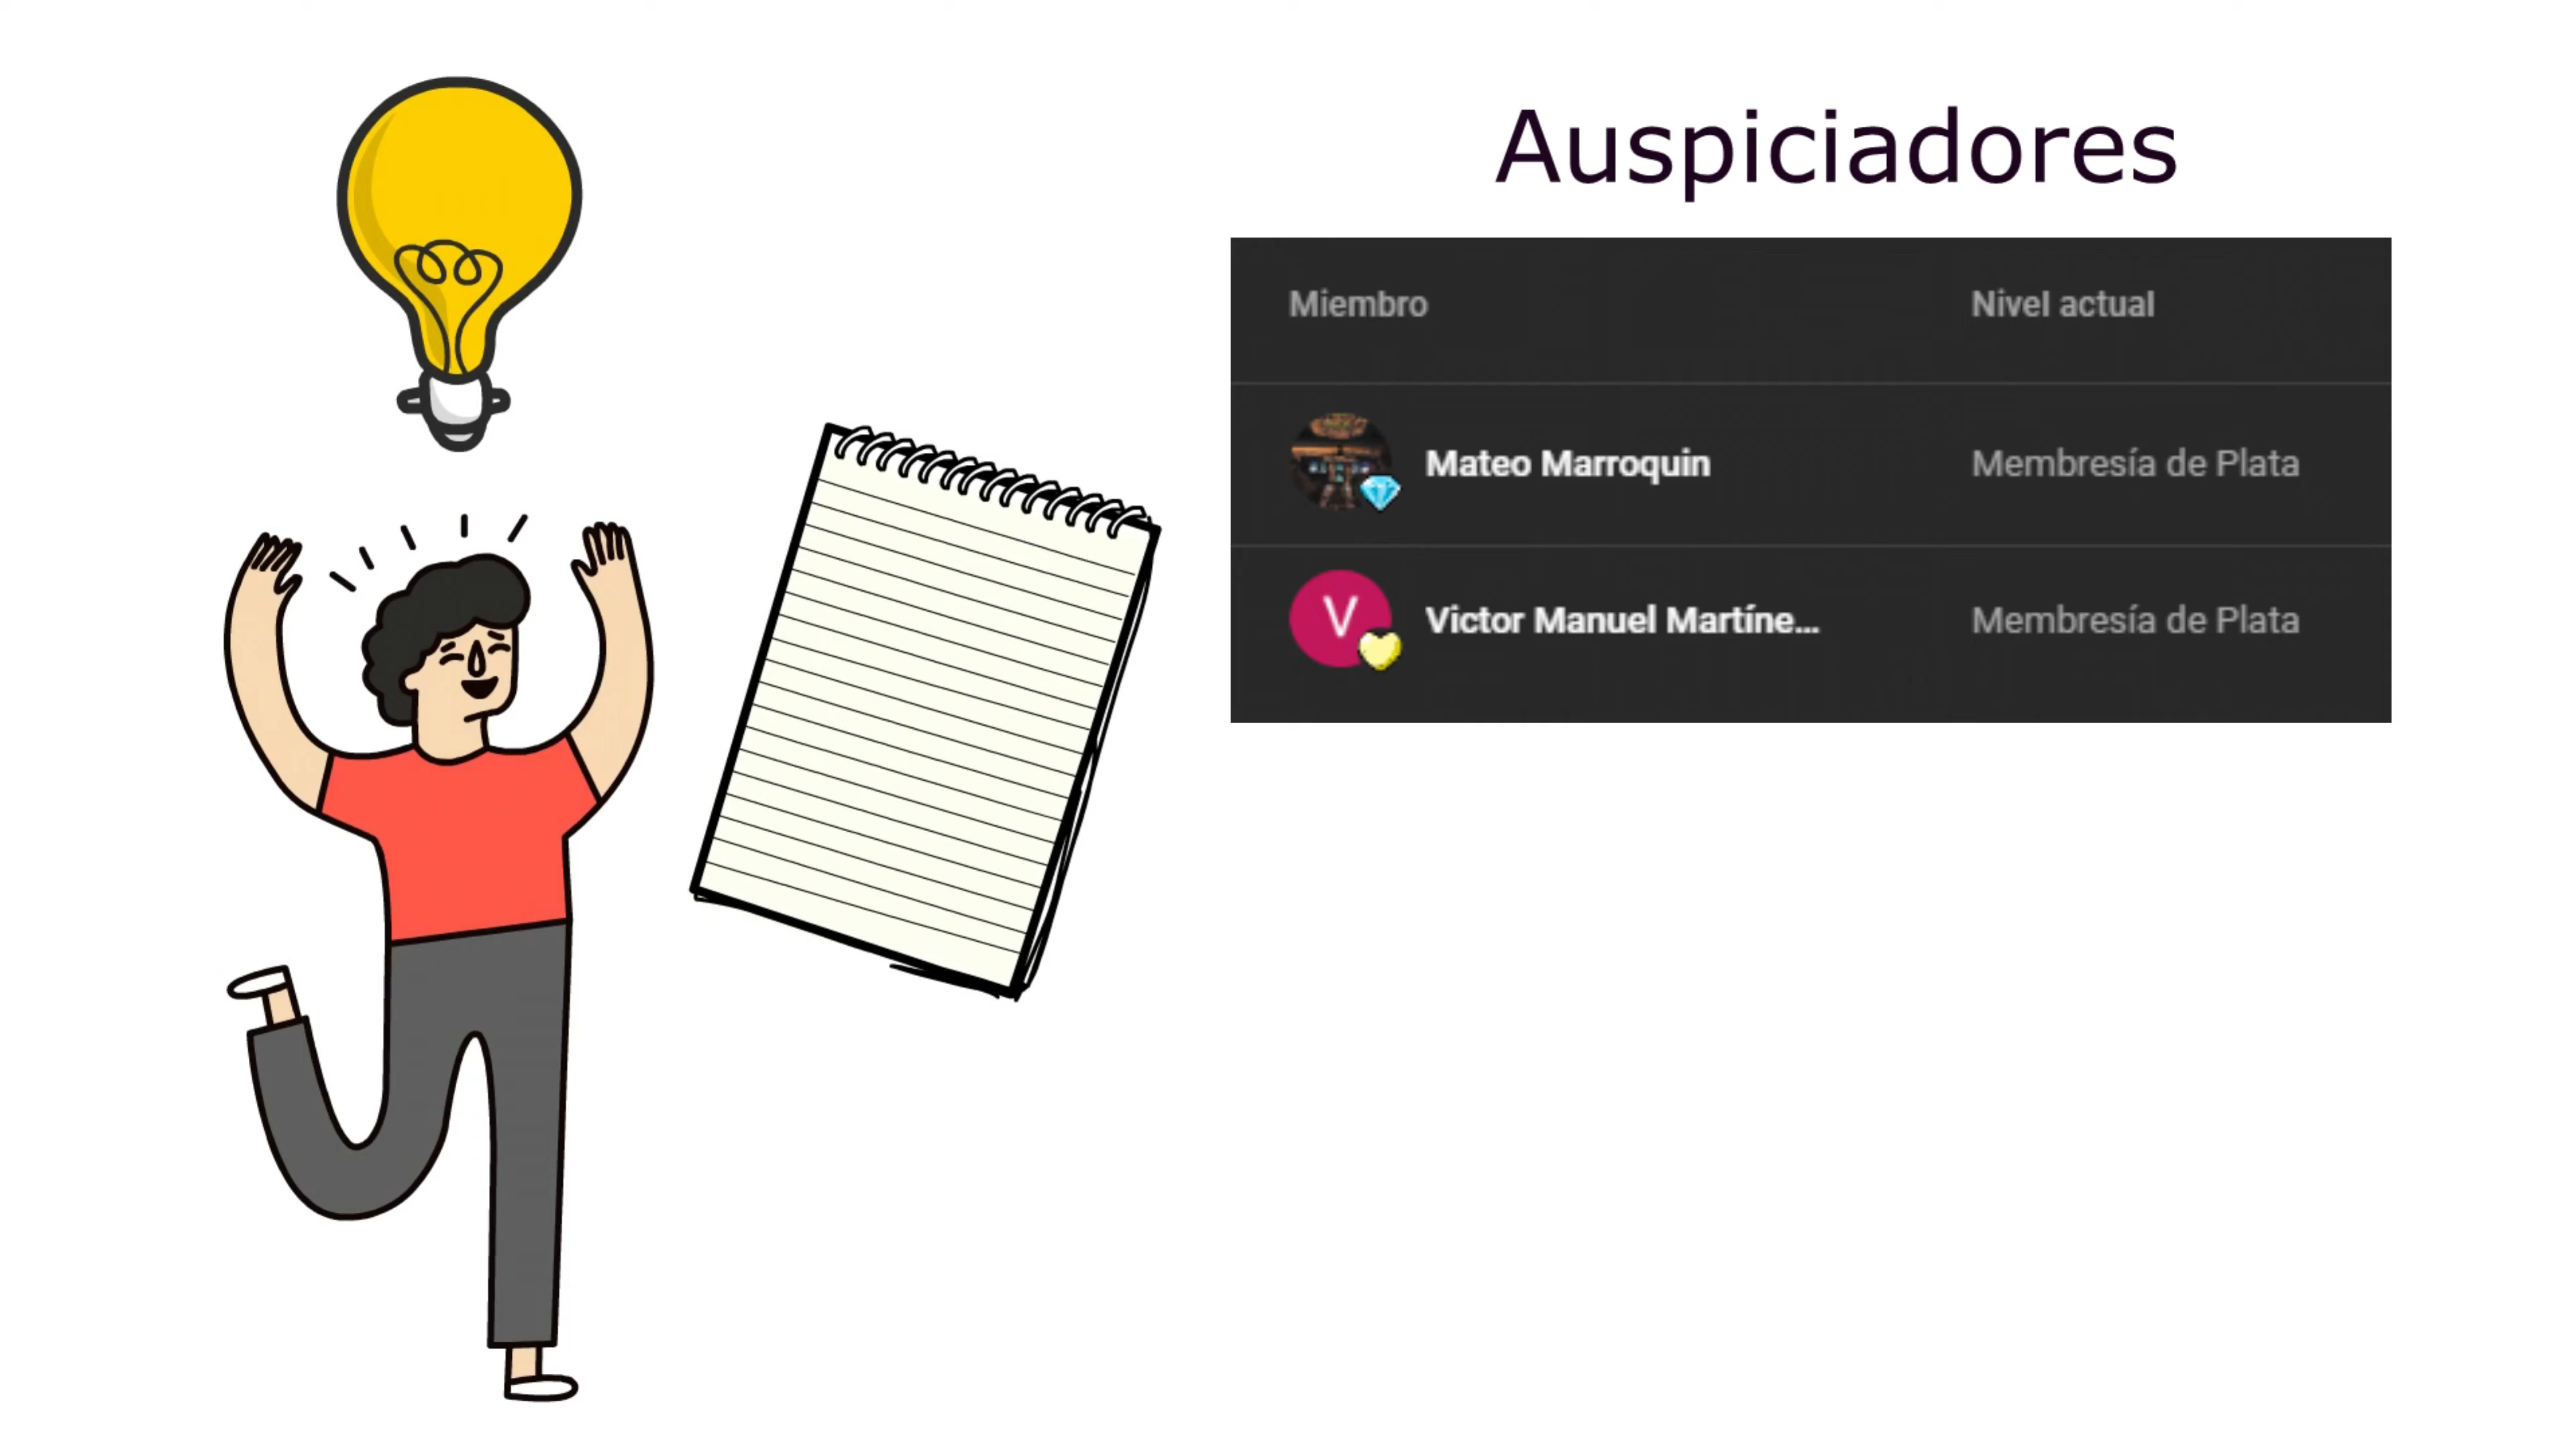 Auspiciadores
Miembro Nivel actual
Mateo Marroquin Membresía de Plata
V Victor Manuel Martíne... Membresía de Plata